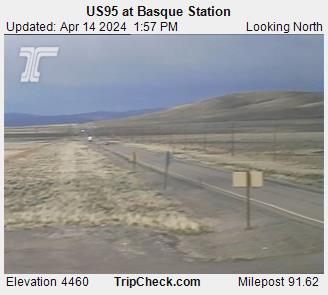 US95 at Basque Station
Updated: Apr 14 2024 1:57 PM Looking North
Elevation 4460 TripCheck.com Milepost 91.62